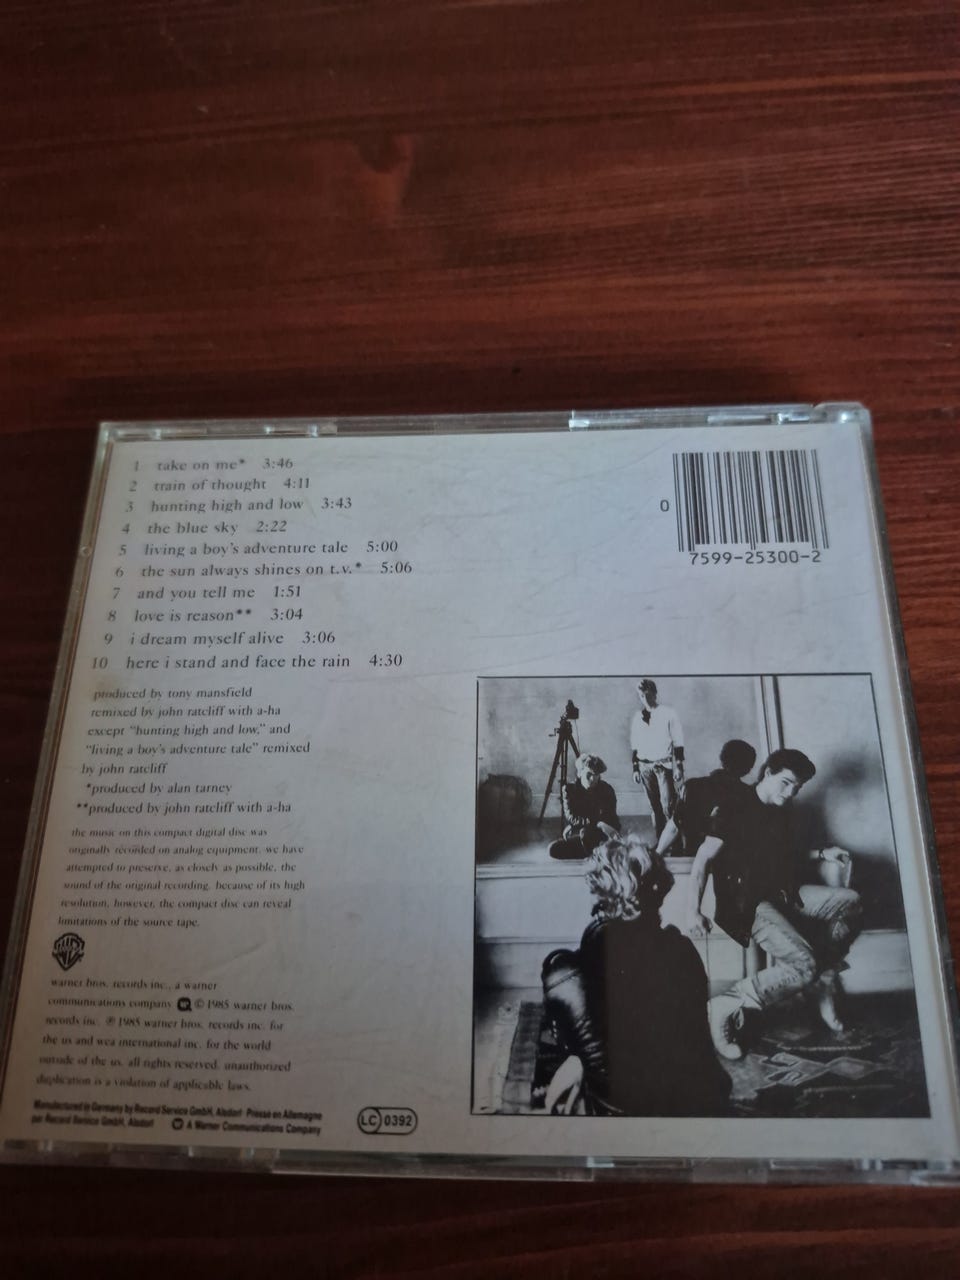 1 take on me* 3:46
2 train of thought 4:11
3 hunting high and low 3:43
4 the blue sky 2:22
5 living a boy's adventure tale 5:00
6 the sun always shines on t.v.* 5:06
7 and you tell me 1:51
8 love is reason** 3:04
9 i dream myself alive 3:06
10 here i stand and face the rain 4:30
0
7599-25300-2
produced by tony mansfield
remixed by john ratcliff with a-ha
except "hunting high and low," and
"living a boy's adventure tale" remixed
by john ratcliff
*produced by alan tarney
**produced by john ratcliff with a-ha
the music on this compact digital disc was
originally recorded on analog equipment. we have
attempted to preserve, as closely as possible, the
sound of the original recording. because of its high
resolution, however, the compact disc can reveal
limitations of the source tape.
warner bros. records inc., a warner
communications company © 1985 warner bros.
records inc. ℗ 1985 warner bros. records inc. for
the us and wea international inc. for the world
outside of the us. all rights reserved. unauthorized
duplication is a violation of applicable laws.
Manufactured in Germany by Record Service GmbH, Alsdorf Presse en Allemagne
par Record Service GmbH, Alsdorf A Warner Communications Company
LC 0392